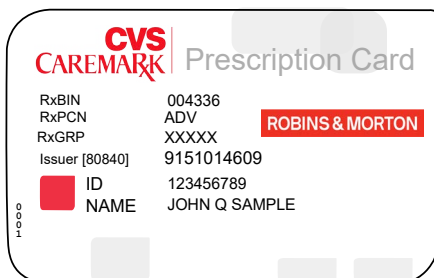 CVS
CAREMARK
Prescription Card
RxBIN 004336
RxPCN ADV
ROBINS & MORTON
RxGRP XXXXX
Issuer [80840] 9151014609
ID 123456789
NAME JOHN Q SAMPLE
0001